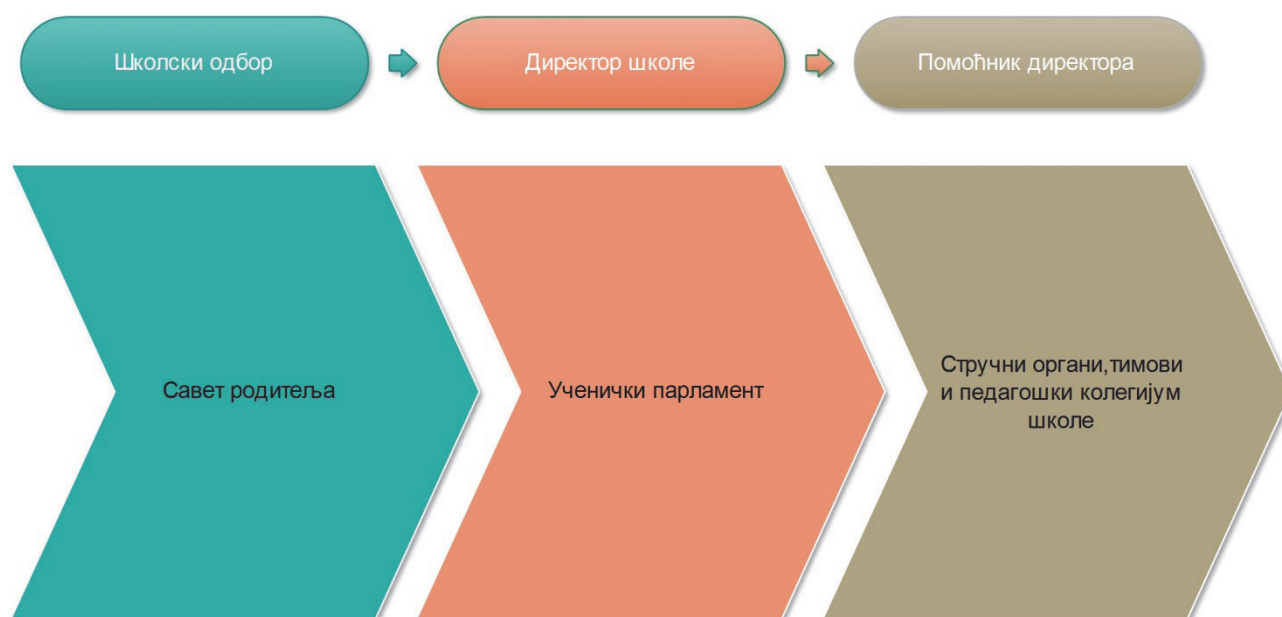 Школски одбор
Директор школе
Помоћник директора
Савет родитеља
Ученички парламент
Стручни органи,тимови
и педагошки колегијум
школе